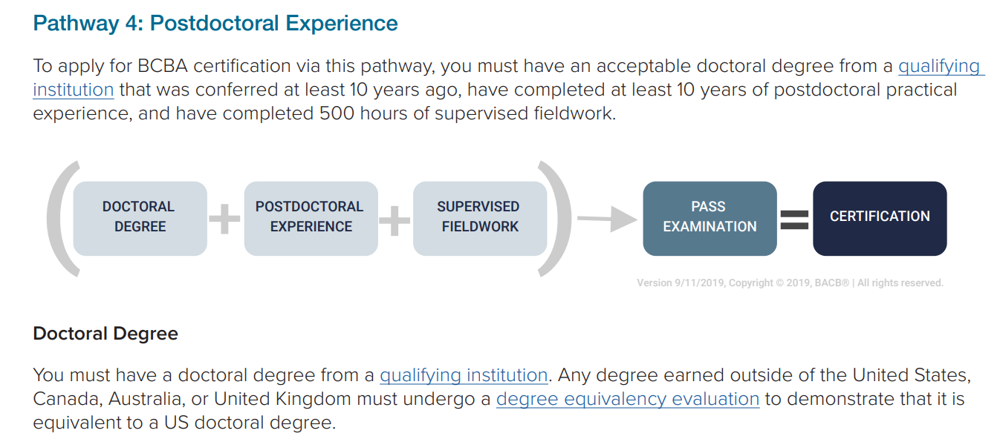 Pathway 4: Postdoctoral Experience
To apply for BCBA certification via this pathway, you must have an acceptable doctoral degree from a qualifying
institution that was conferred at least 10 years ago, have completed at least 10 years of postdoctoral practical
experience, and have completed 500 hours of supervised fieldwork.
DOCTORAL
DEGREE
POSTDOCTORAL
EXPERIENCE
SUPERVISED
FIELDWORK
PASS
EXAMINATION
CERTIFICATION
Version 9/11/2019, Copyright © 2019, BACB® | All rights reserved.
Doctoral Degree
You must have a doctoral degree from a qualifying institution. Any degree earned outside of the United States,
Canada, Australia, or United Kingdom must undergo a degree equivalency evaluation to demonstrate that it is
equivalent to a US doctoral degree.